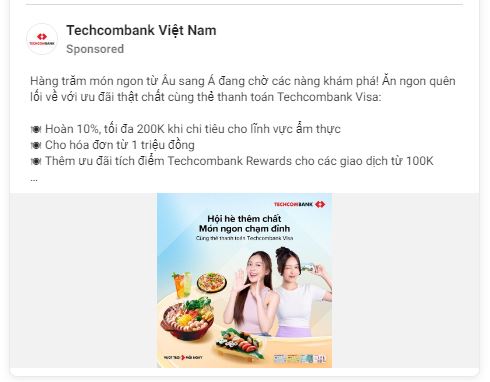 TECHCOMBANK
Techcombank Việt Nam
Sponsored
Hàng trăm món ngon từ Âu sang Á đang chờ các nàng khám phá! Ăn ngon quên
lối về với ưu đãi thật chất cùng thẻ thanh toán Techcombank Visa:
🍽 Hoàn 10%, tối đa 200K khi chi tiêu cho lĩnh vực ẩm thực
🍽 Cho hóa đơn từ 1 triệu đồng
🍽 Thêm ưu đãi tích điểm Techcombank Rewards cho các giao dịch từ 100K
...
TECHCOMBANK
Hội hè thêm chất
Món ngon chạm đỉnh
Cùng thẻ thanh toán Techcombank Visa
VƯỢT TRỘI MỖI NGÀY